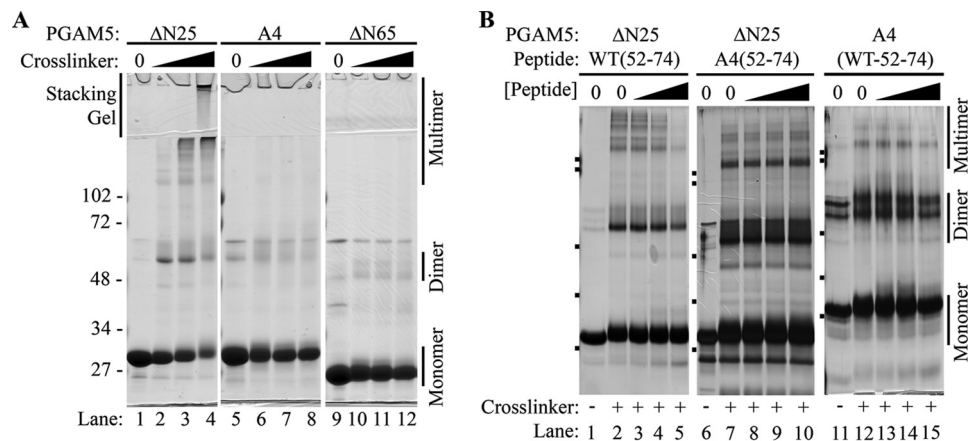 A
PGAM5: ΔN25 A4 ΔN65
Crosslinker: 0 0 0
Stacking
Gel
102 -
72 -
48 -
34 -
27 -
Multimer
Dimer
Monomer
Lane: 1 2 3 4 5 6 7 8 9 10 11 12
B
PGAM5: ΔN25 ΔN25 A4
Peptide: WT(52-74) A4(52-74) (WT-52-74)
[Peptide] 0 0 0 0 0 0
Multimer
Dimer
Monomer
Crosslinker: - + + + + - + + + + - + + + +
Lane: 1 2 3 4 5 6 7 8 9 10 11 12 13 14 15